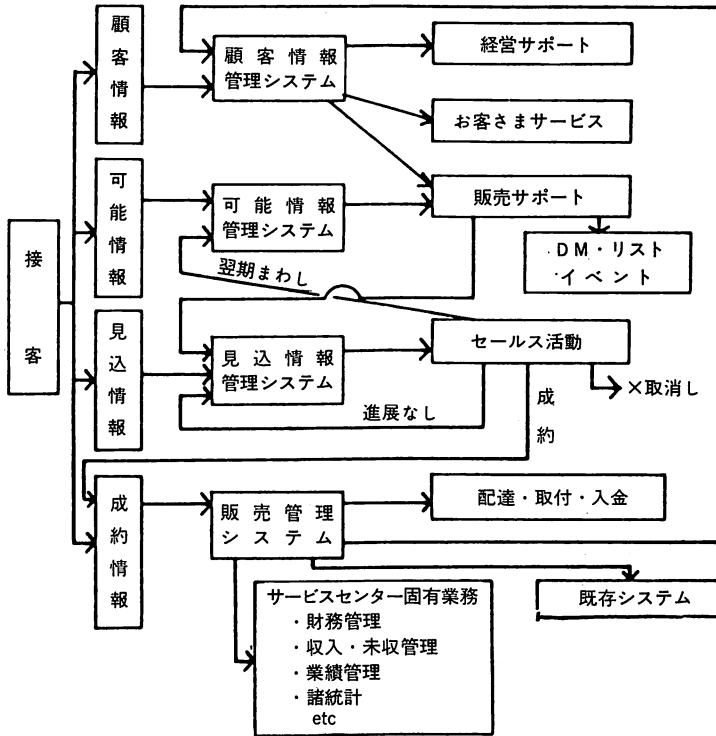 接客
顧客情報
顧客情報
管理システム
経営サポート
お客さまサービス
可能情報
可能情報
管理システム
販売サポート
DM・リスト
イベント
翌期まわし
見込情報
見込情報
管理システム
セールス活動
×取消し
進展なし
成約
成約情報
販売管理
システム
配達・取付・入金
既存システム
サービスセンター固有業務
・財務管理
・収入・未収管理
・業績管理
・諸統計
etc